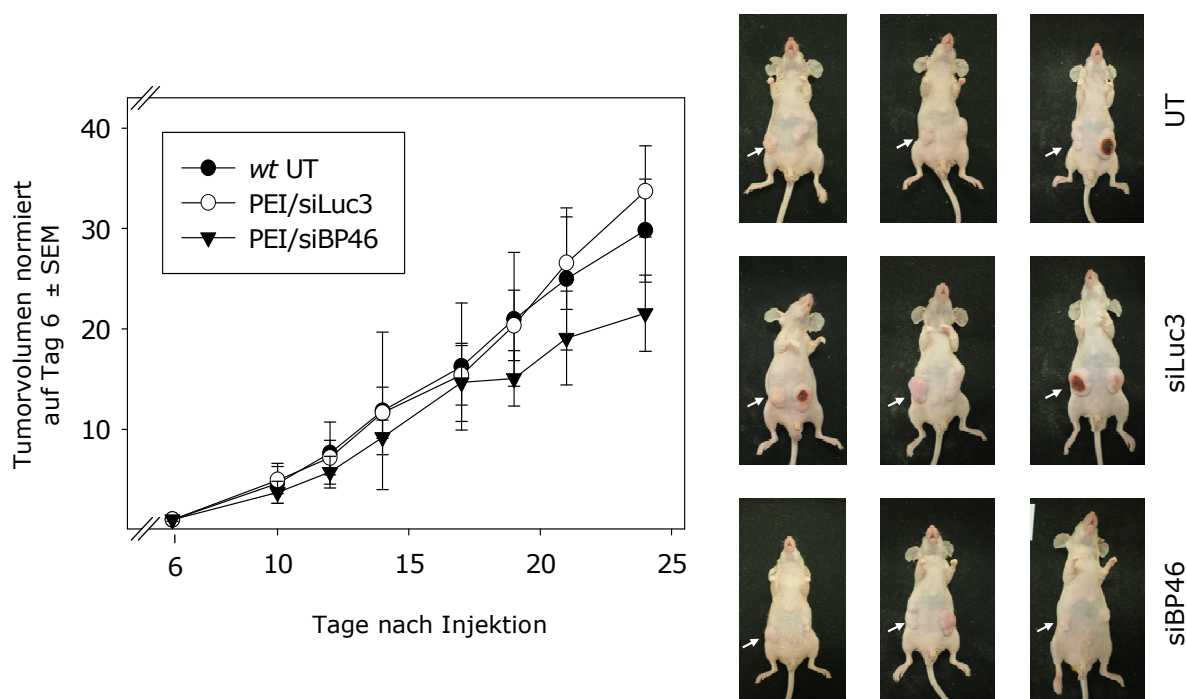 Tumorvolumen normiert
auf Tag 6 ± SEM
40
30
20
10
wt UT
PEI/siLuc3
PEI/siBP46
6
10
15
20
25
Tage nach Injektion
UT
siLuc3
siBP46